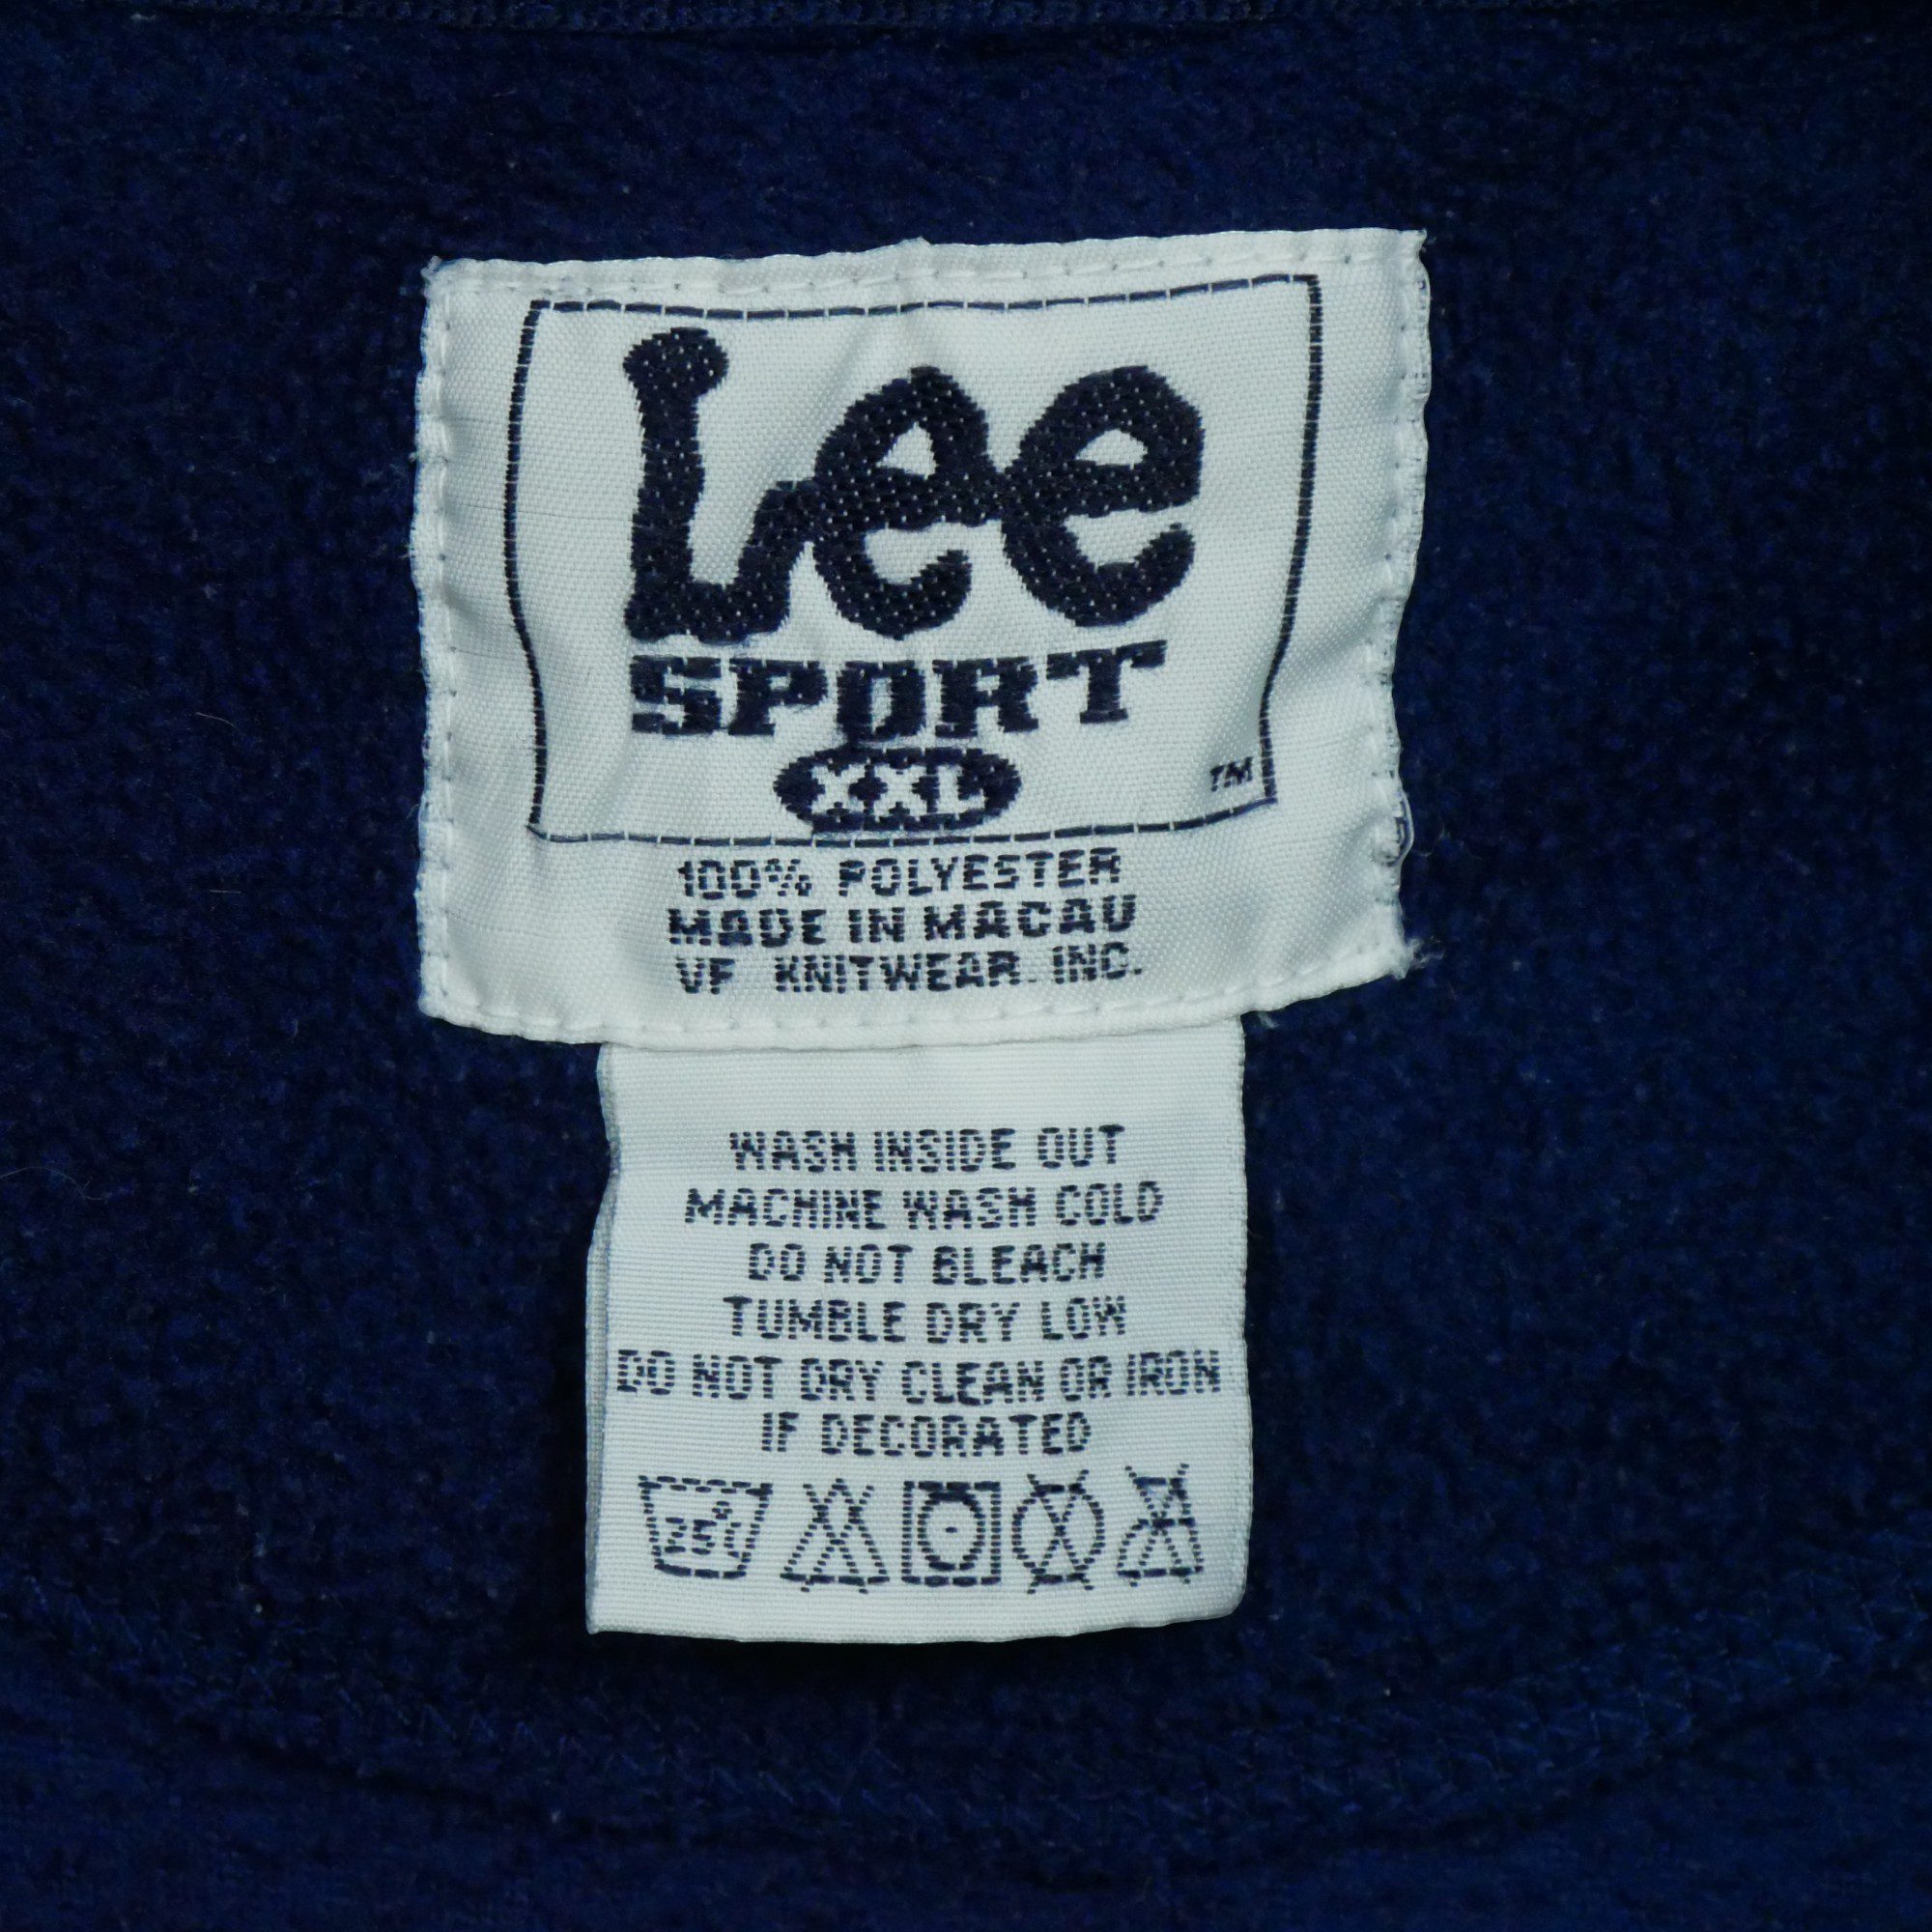 Lee
SPORT
XXL
TM
100% POLYESTER
MADE IN MACAU
VF KNITWEAR. INC.
WASH INSIDE OUT
MACHINE WASH COLD
DO NOT BLEACH
TUMBLE DRY LOW
DO NOT DRY CLEAN OR IRON
IF DECORATED